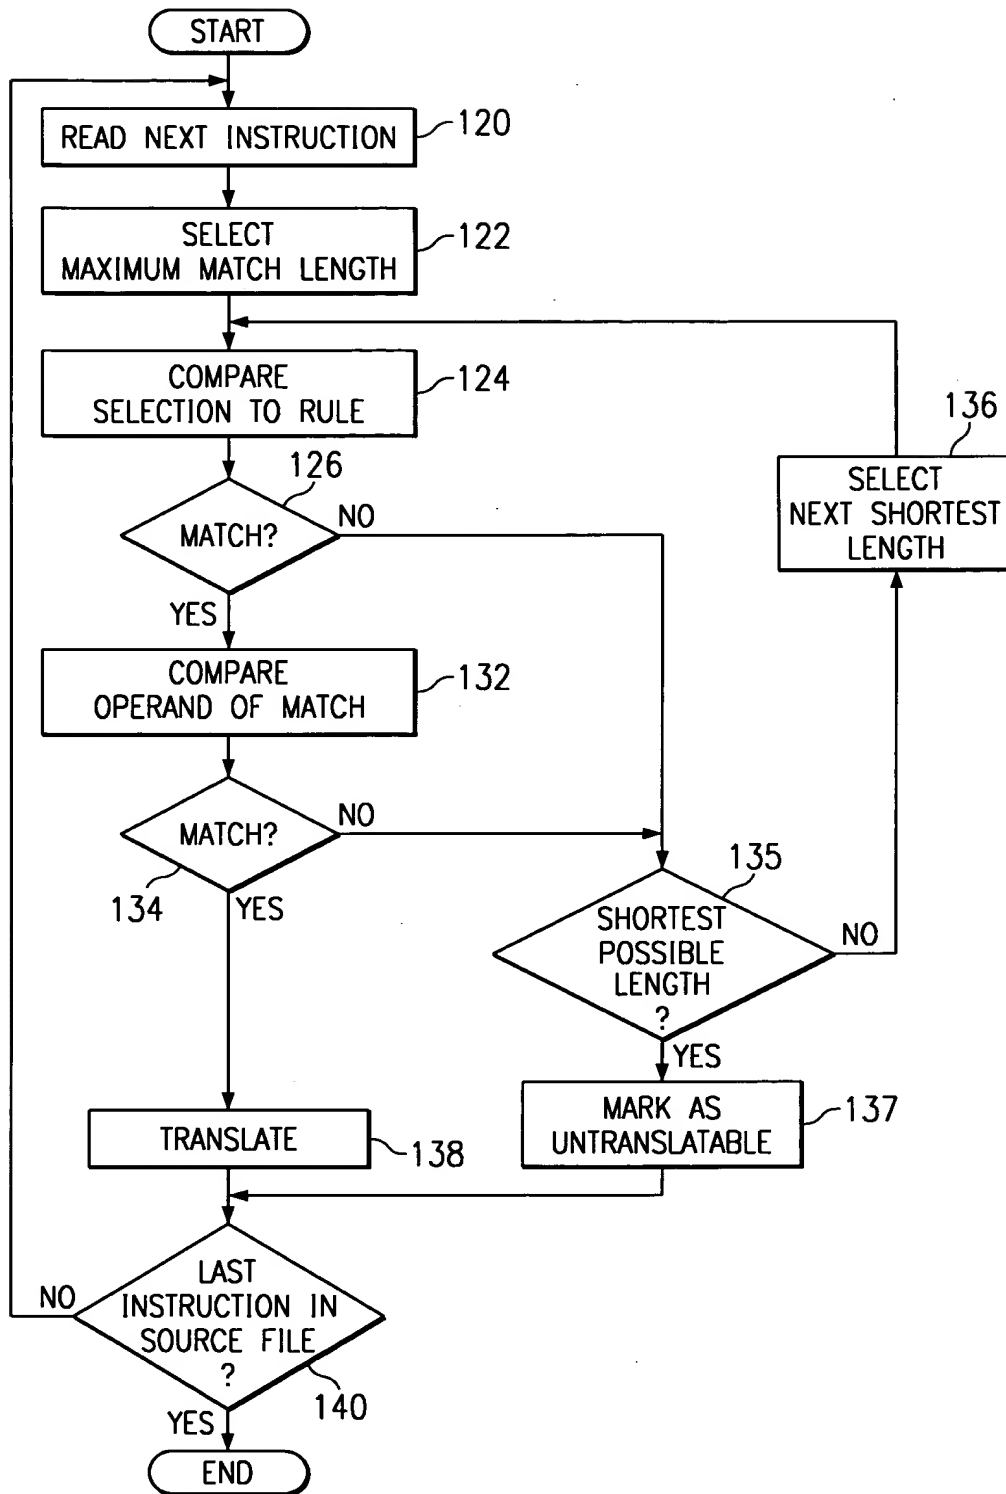 START
READ NEXT INSTRUCTION
120
SELECT
MAXIMUM MATCH LENGTH
122
COMPARE
SELECTION TO RULE
124
136
SELECT
NEXT SHORTEST
LENGTH
126
MATCH?
NO
YES
COMPARE
OPERAND OF MATCH
132
MATCH?
NO
134
YES
135
SHORTEST
POSSIBLE
LENGTH
?
NO
YES
TRANSLATE
138
MARK AS
UNTRANSLATABLE
137
LAST
INSTRUCTION IN
SOURCE FILE
?
NO
140
YES
END